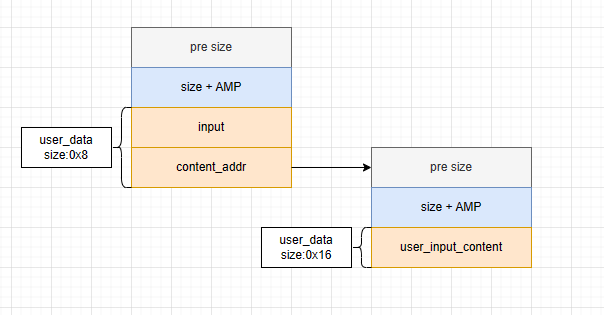 pre size
size + AMP
input
user_data
size:0x8
content_addr
pre size
size + AMP
user_data
size:0x16
user_input_content